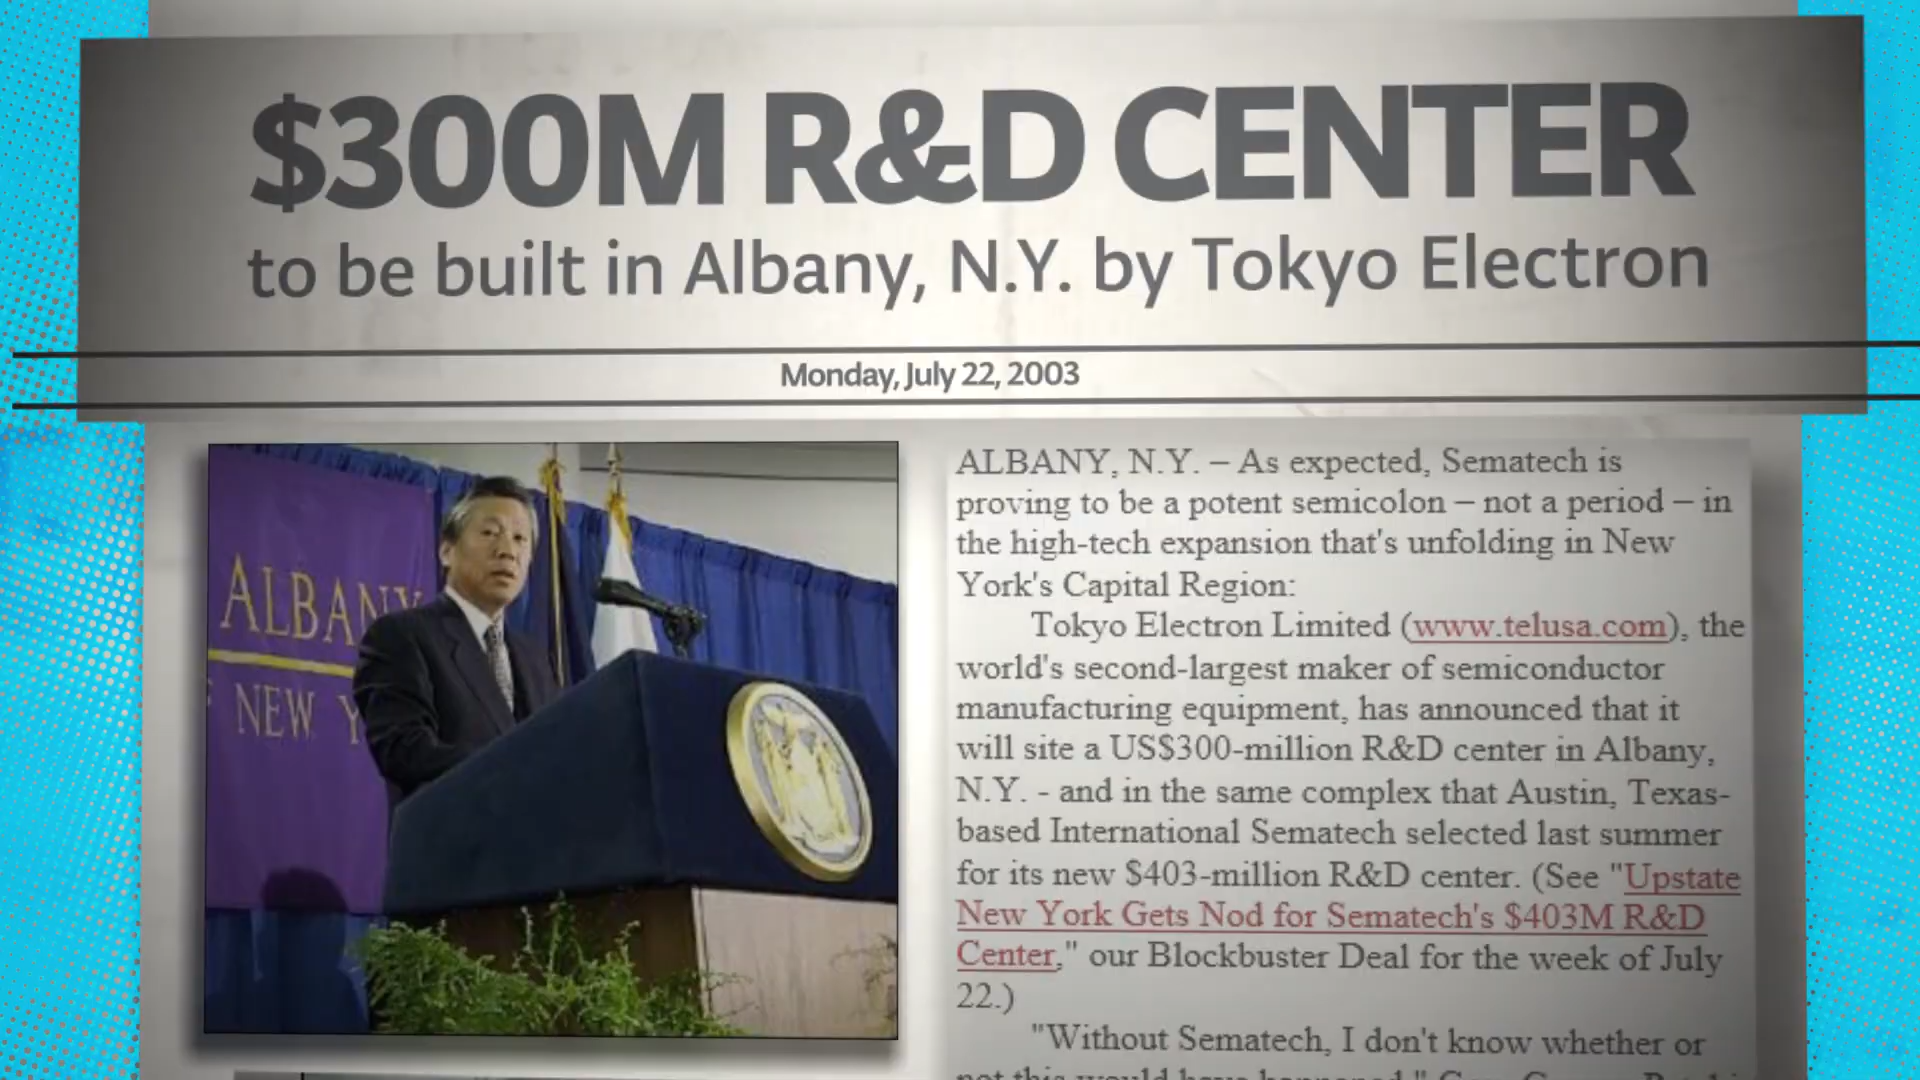 $300M R&D CENTER
to be built in Albany, N.Y. by Tokyo Electron
Monday, July 22, 2003
ALBANY
NEW Y
ALBANY, N.Y. – As expected, Sematech is
proving to be a potent semicolon – not a period – in
the high-tech expansion that's unfolding in New
York's Capital Region:
Tokyo Electron Limited (www.telusa.com), the
world's second-largest maker of semiconductor
manufacturing equipment, has announced that it
will site a US$300-million R&D center in Albany,
N.Y. - and in the same complex that Austin, Texas-
based International Sematech selected last summer
for its new $403-million R&D center. (See "Upstate
New York Gets Nod for Sematech's $403M R&D
Center," our Blockbuster Deal for the week of July
22.)
"Without Sematech, I don't know whether or